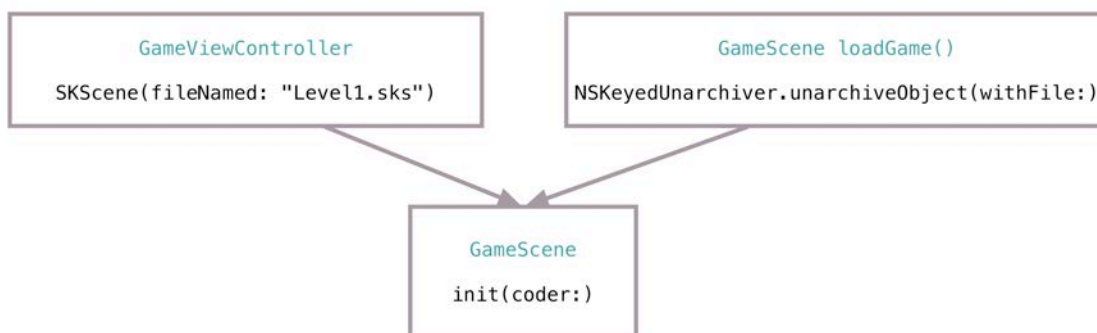 GameViewController
SKScene(fileNamed: "Level1.sks")
GameScene loadGame()
NSKeyedUnarchiver.unarchiveObject(withFile:)
GameScene
init(coder:)